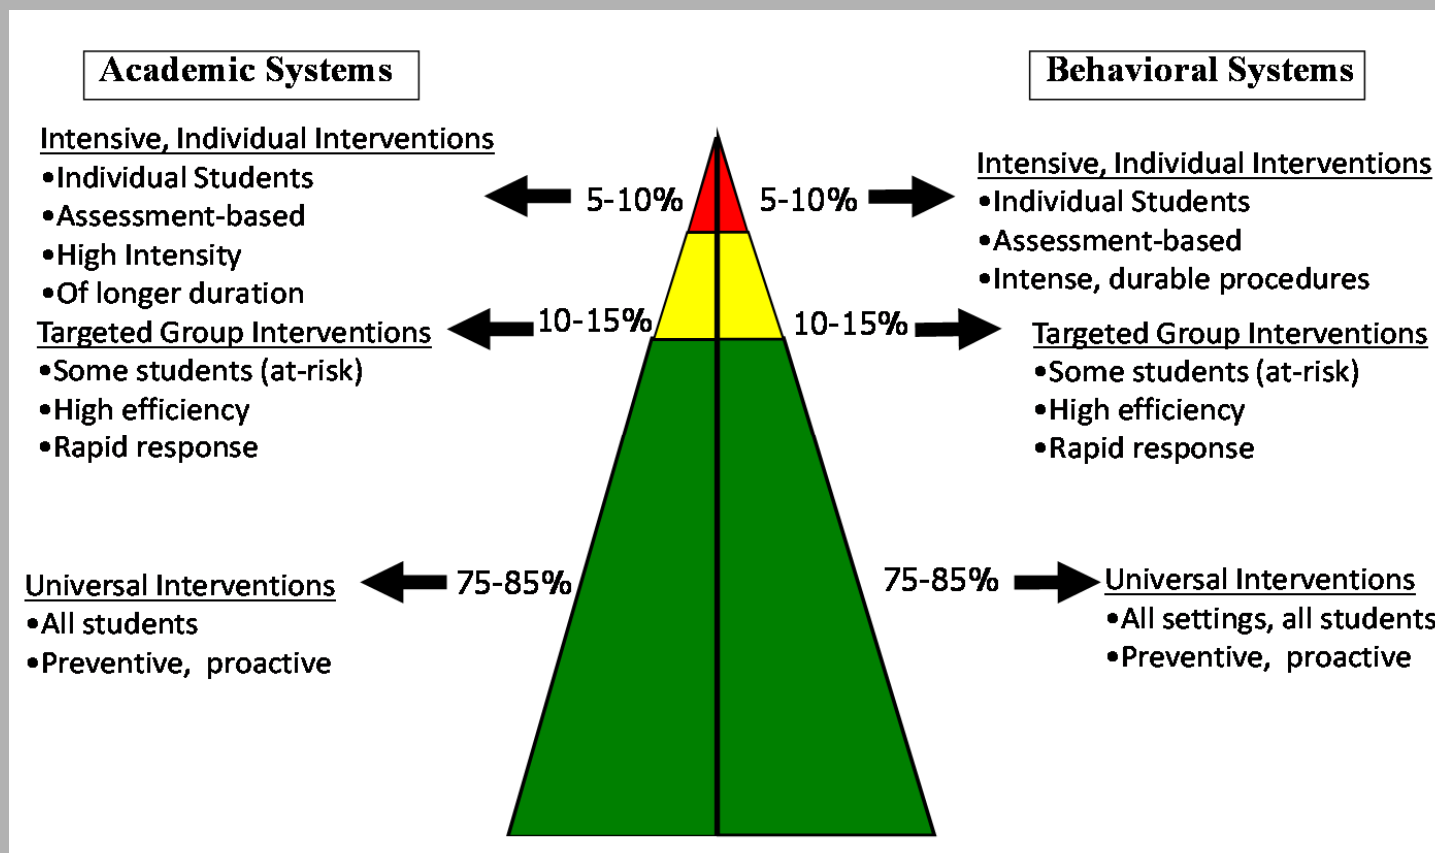 Academic Systems
Intensive, Individual Interventions
•Individual Students
•Assessment-based
•High Intensity
•Of longer duration
Targeted Group Interventions
•Some students (at-risk)
•High efficiency
•Rapid response
Universal Interventions
•All students
•Preventive, proactive
5-10%
10-15%
75-85%
5-10%
10-15%
75-85%
Behavioral Systems
Intensive, Individual Interventions
•Individual Students
•Assessment-based
•Intense, durable procedures
Targeted Group Interventions
•Some students (at-risk)
•High efficiency
•Rapid response
Universal Interventions
•All settings, all students
•Preventive, proactive